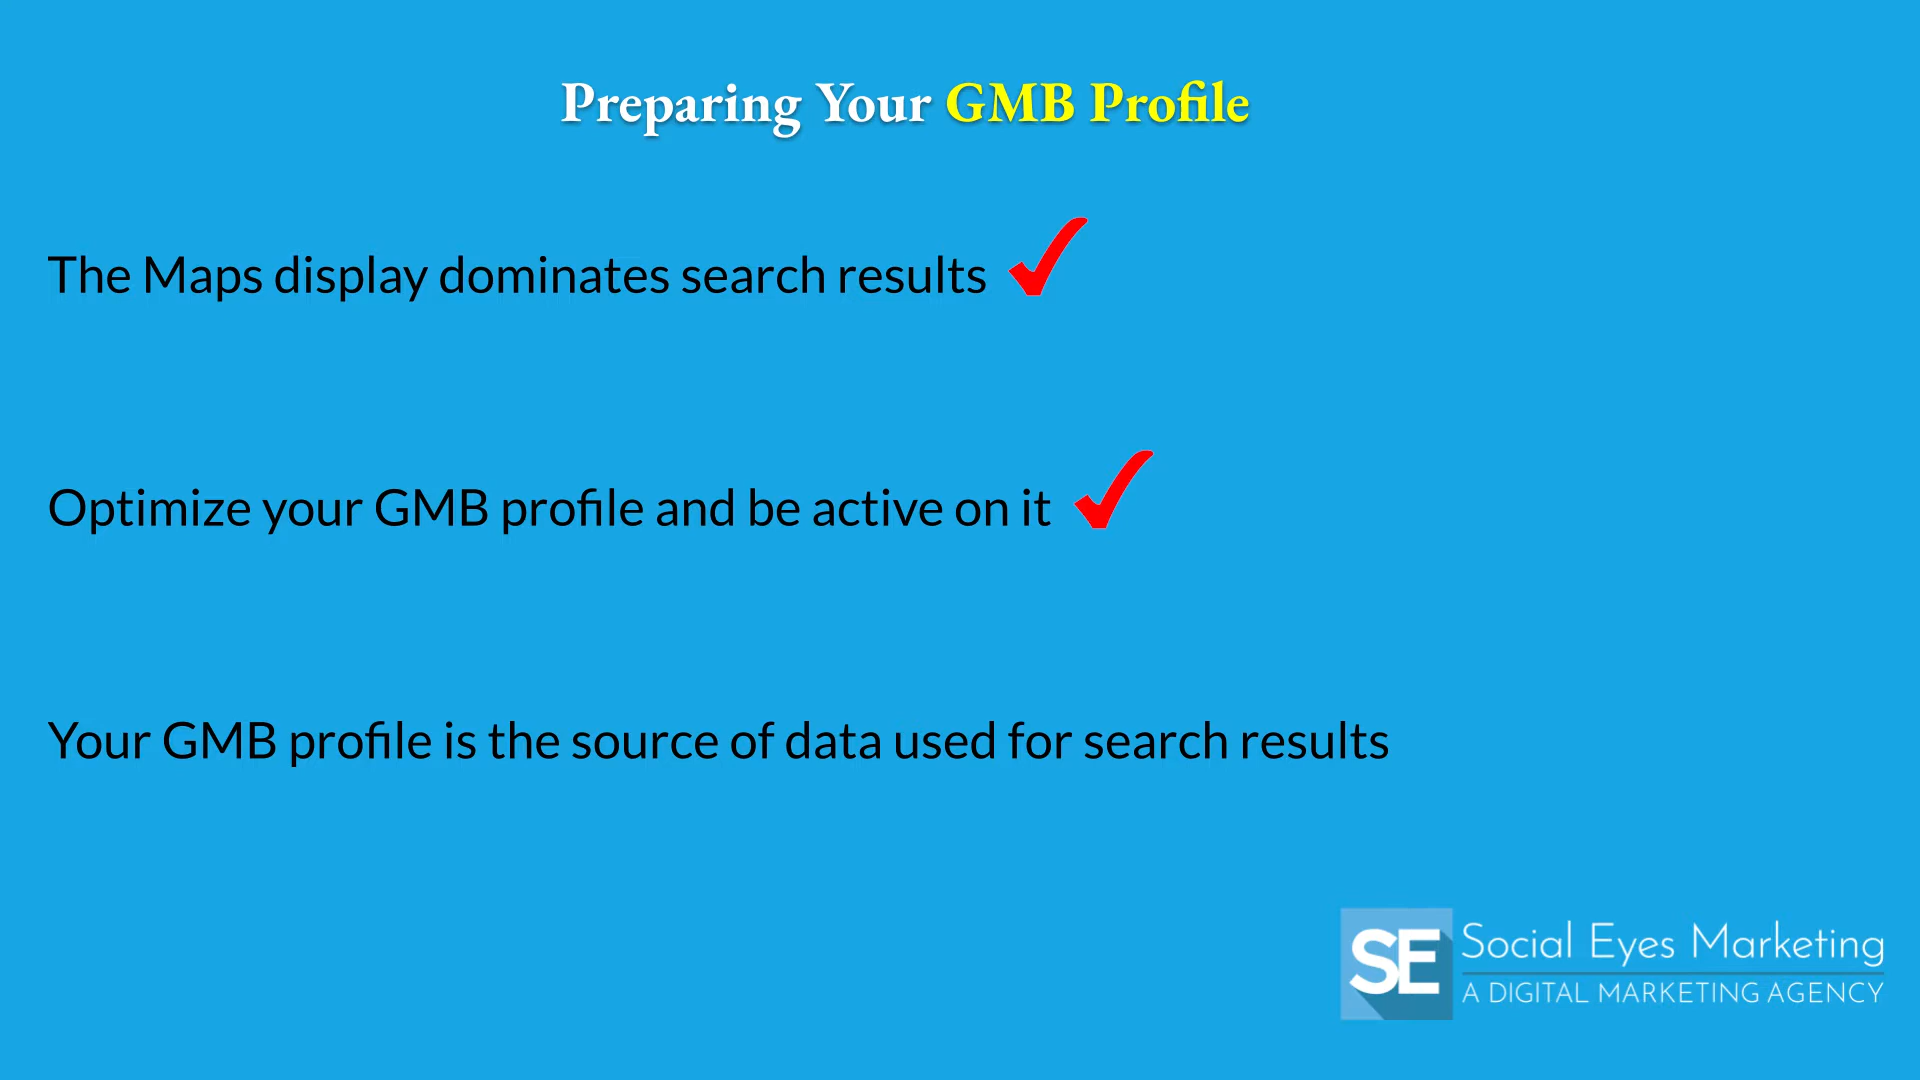 Preparing Your GMB Profile
The Maps display dominates search results
Optimize your GMB profile and be active on it
Your GMB profile is the source of data used for search results
SE
Social Eyes Marketing
A DIGITAL MARKETING AGENCY